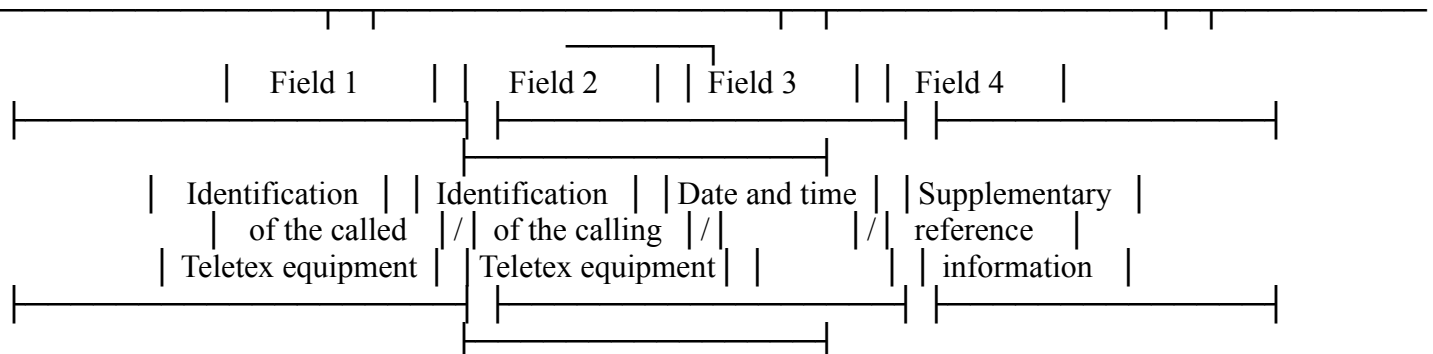 Field 1 Field 2 Field 3 Field 4
Identification Identification Date and time Supplementary
of the called / of the calling / / reference
Teletex equipment Teletex equipment information